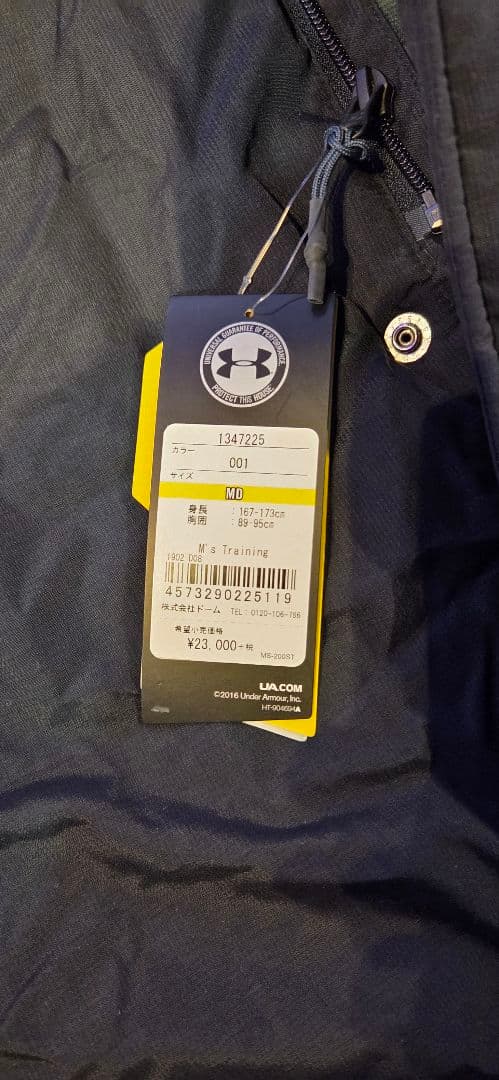 UNIVERSAL GUARANTEE OF PERFORMANCE
PROTECT THIS HOUSE
1347225
カラー
001
サイズ
MD
身長 : 167-173cm
胸囲 : 89-95cm
M's Training
1902 D08
4573290225119
株式会社ドーム TEL : 0120-106-786
希望小売価格
¥23,000+税
MS-200ST
UA.COM
©2016 Under Armour, Inc.
HT-904694A